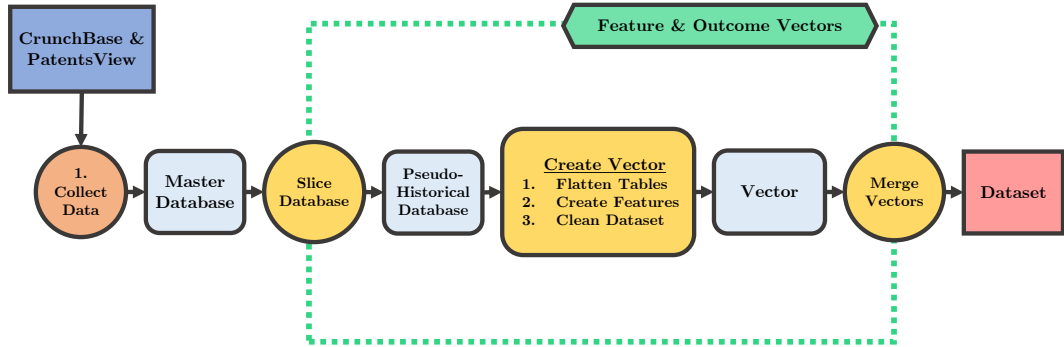 CrunchBase &
PatentsView
Feature & Outcome Vectors
1.
Collect
Data
Master
Database
Slice
Database
Pseudo-
Historical
Database
Create Vector
1. Flatten Tables
2. Create Features
3. Clean Dataset
Vector
Merge
Vectors
Dataset